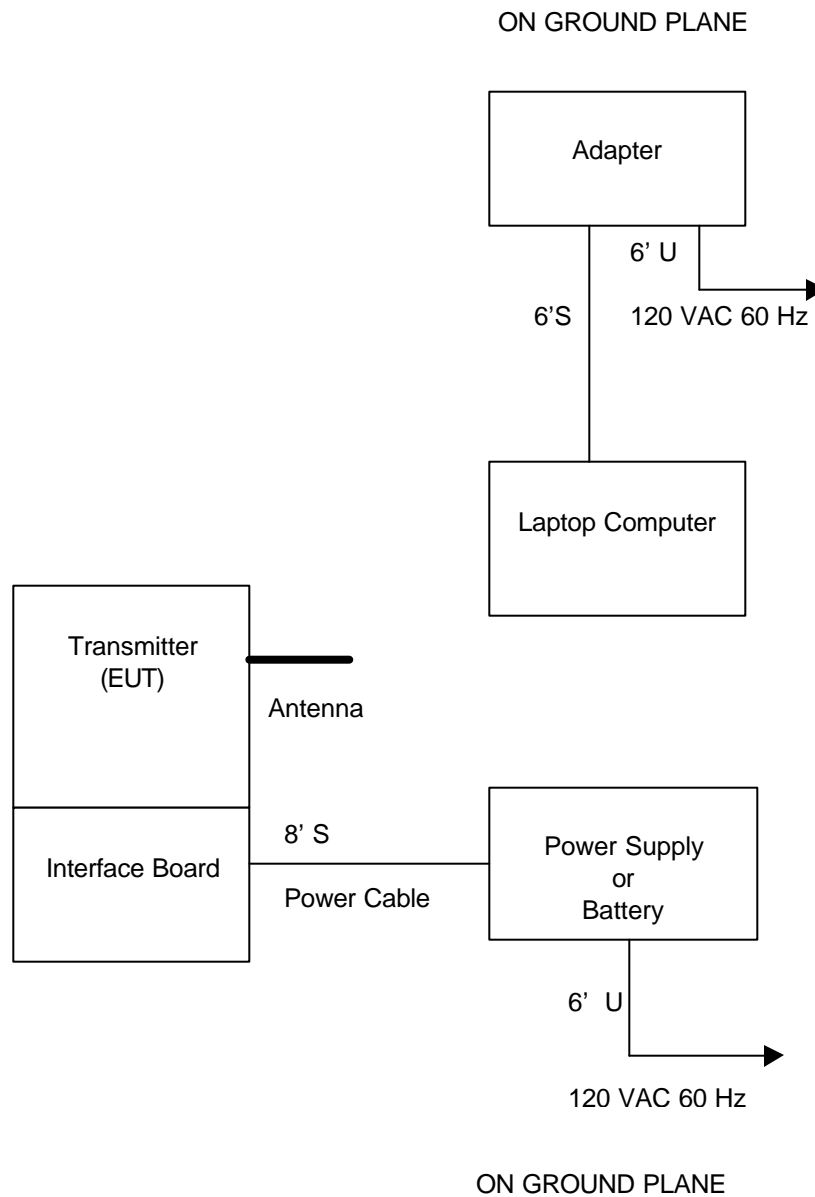 ON GROUND PLANE
Adapter
6’ U
6’S
120 VAC 60 Hz
Laptop Computer
Transmitter
(EUT)
Antenna
8’ S
Interface Board
Power Cable
Power Supply
or
Battery
6’ U
120 VAC 60 Hz
ON GROUND PLANE